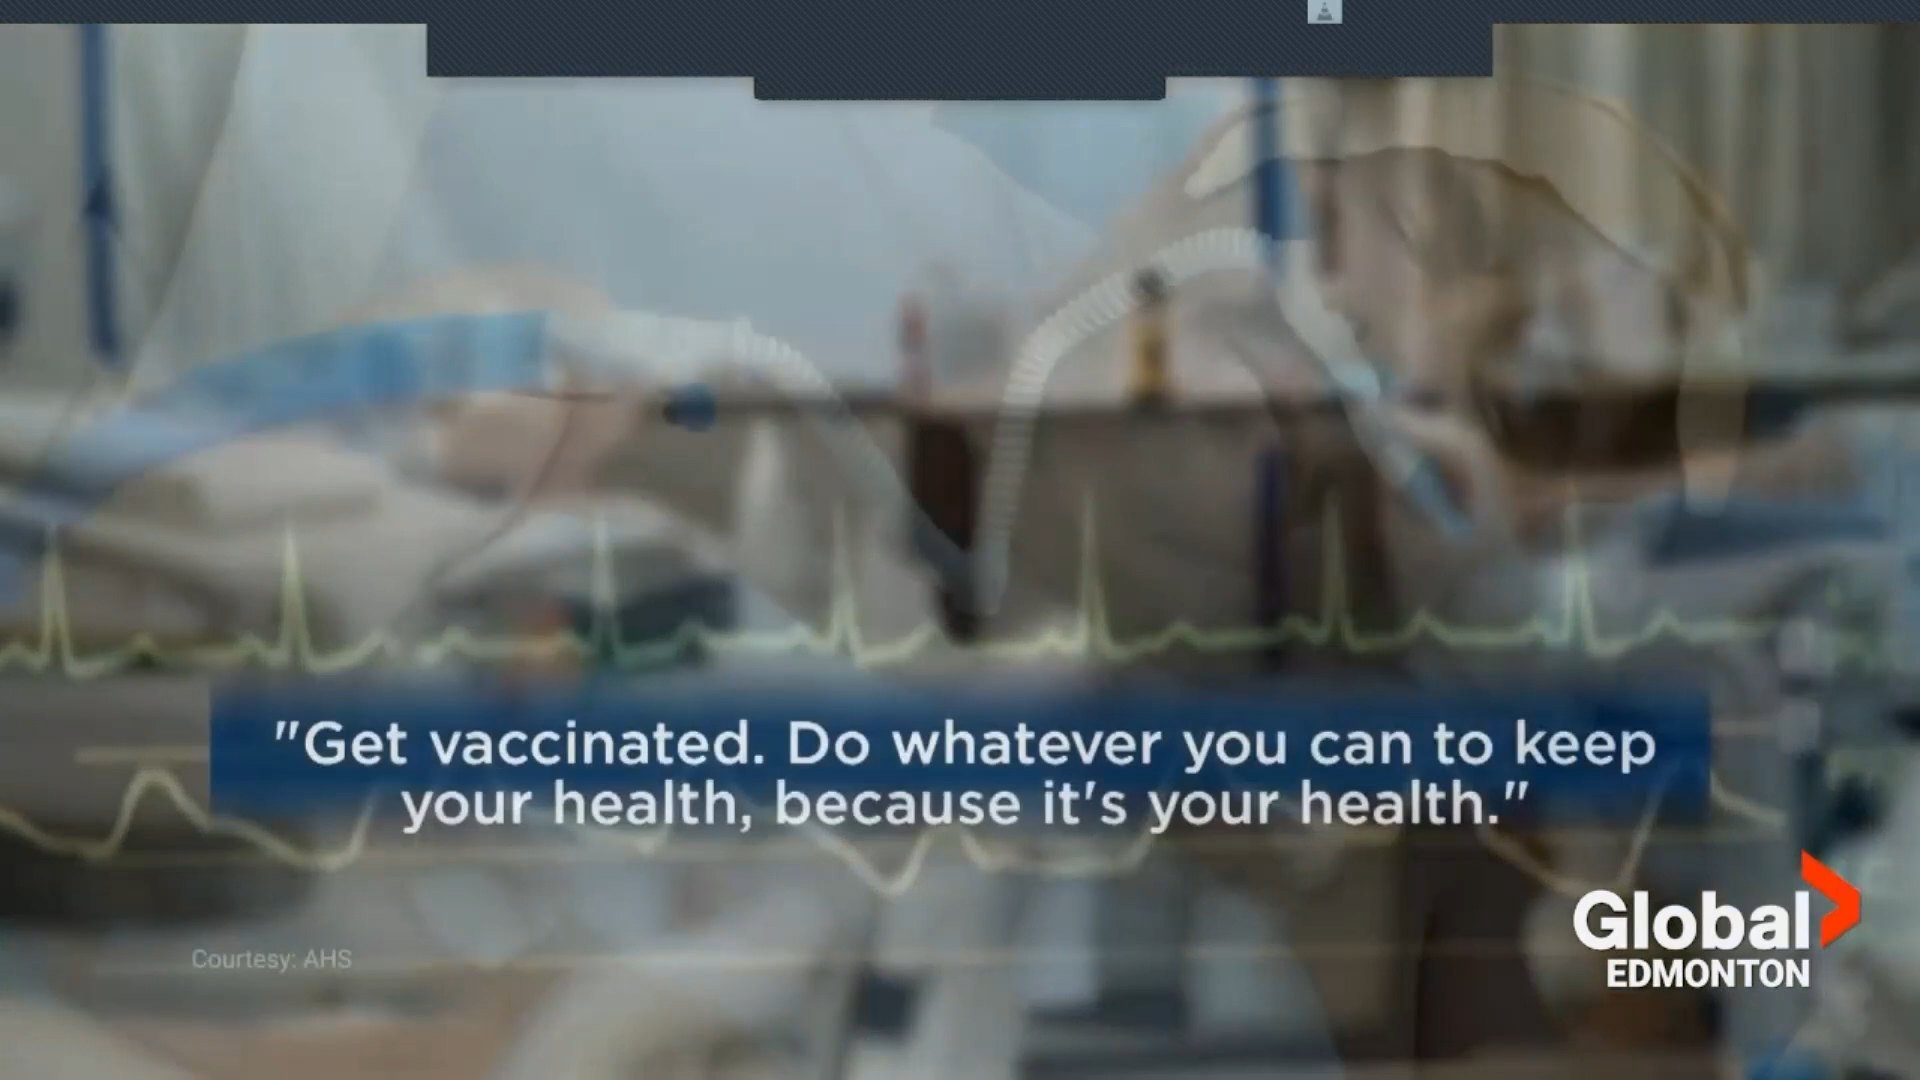 "Get vaccinated. Do whatever you can to keep
your health, because it's your health."
Courtesy: AHS
Global
EDMONTON